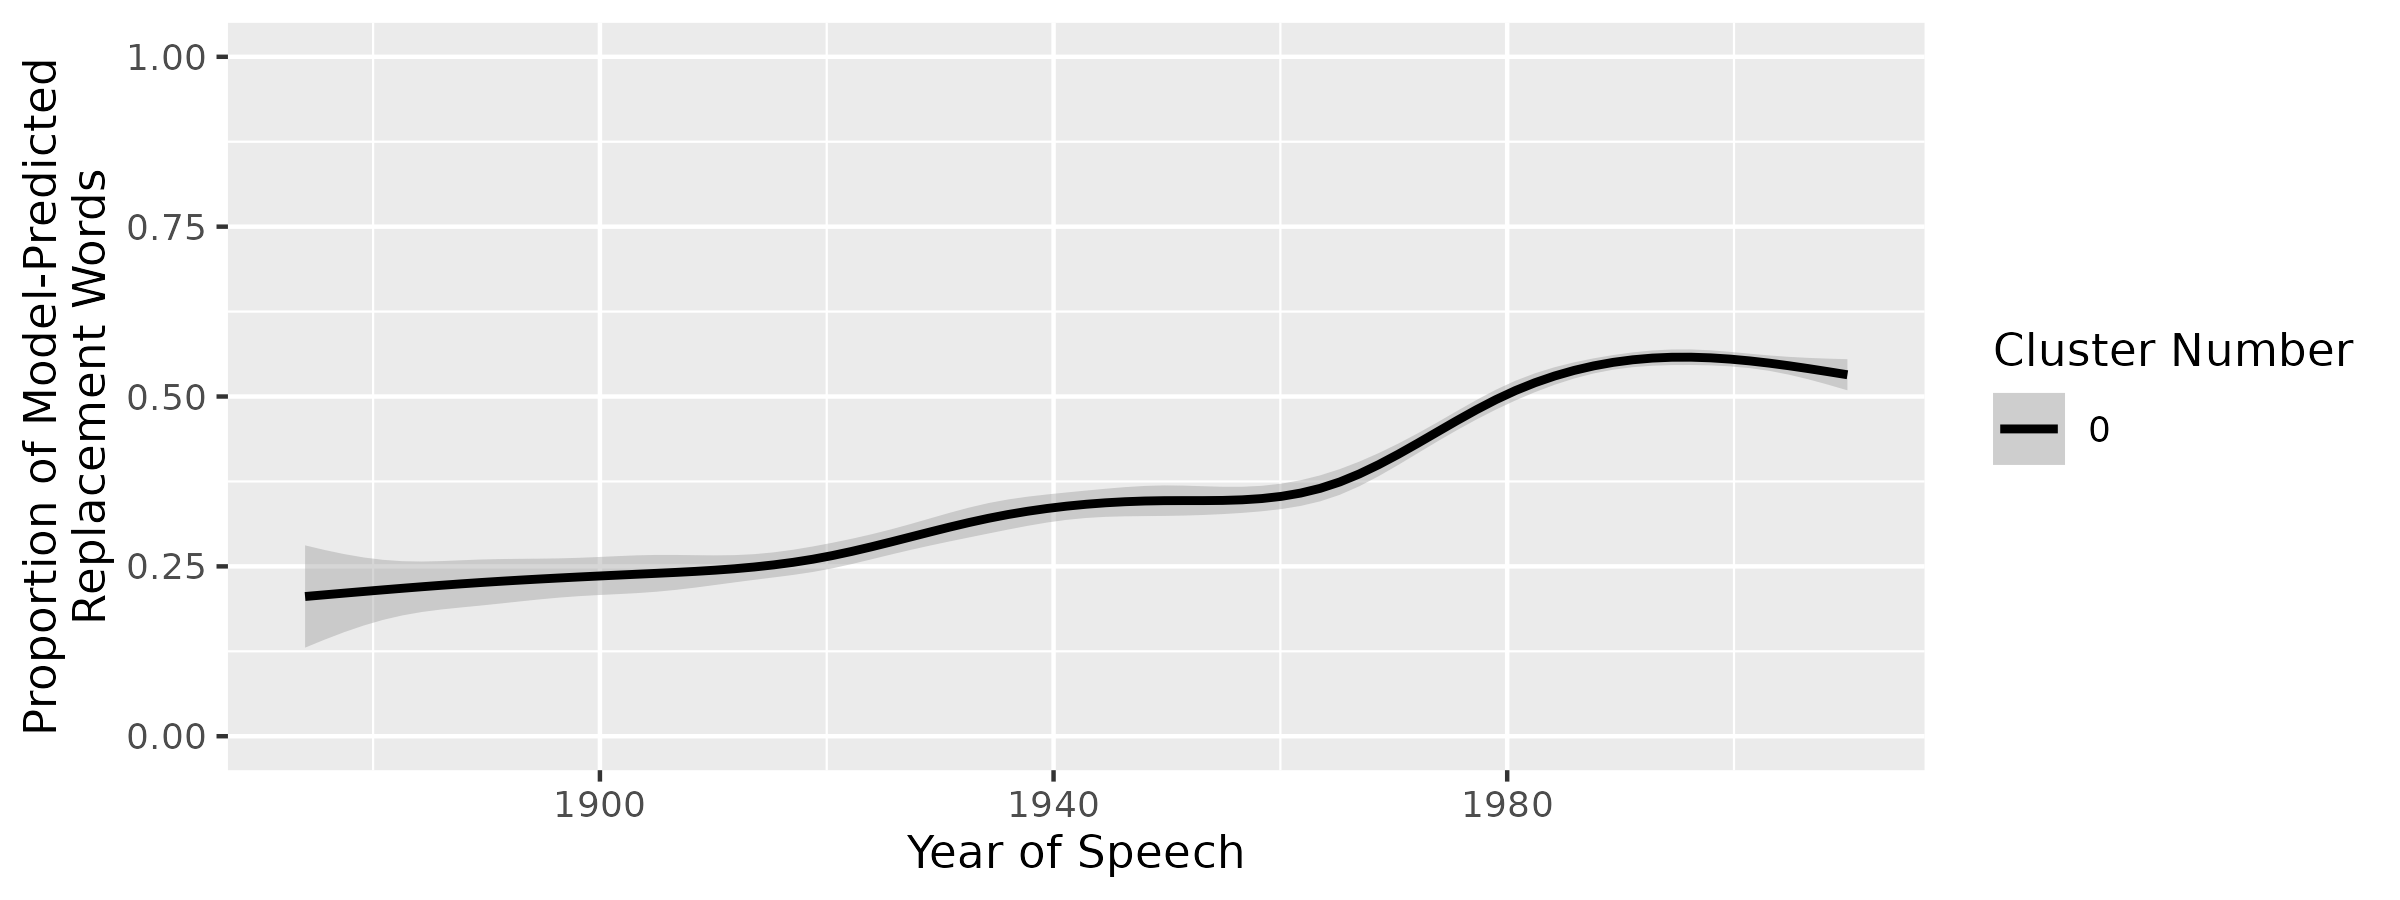 Proportion of Model-Predicted
Replacement Words
1.00
0.75
0.50
0.25
0.00
1900
1940
1980
Year of Speech
Cluster Number
0